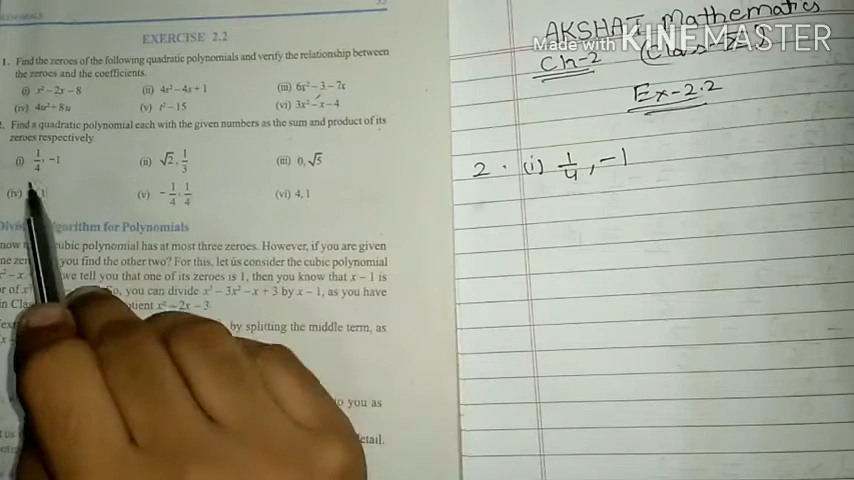 EXERCISE 2.2
1. Find the zeroes of the following quadratic polynomials and verify the relationship between
the zeroes and the coefficients.
(i) x² – 2x – 8 (ii) 4s² – 4s + 1 (iii) 6x² – 3 – 7x
(iv) 4u² + 8u (v) t² – 15 (vi) 3x² – x – 4
2. Find a quadratic polynomial each with the given numbers as the sum and product of its
zeroes respectively.
(i) 1/4, –1 (ii) √2, 1/3 (iii) 0, √5
(iv) 1 (v) –1/4, 1/4 (vi) 4, 1
gorithm for Polynomials
cubic polynomial has at most three zeroes. However, if you are given
you find the other two? For this, let us consider the cubic polynomial
we tell you that one of its zeroes is 1, then you know that x – 1 is
So, you can divide x³ – 3x² – x + 3 by x – 1, as you have
x² – 2x – 3
by splitting the middle term, as
to you as
etail.
AKSHAT Mathematics
Made with KINEMASTER
Ch-2
Ex-2.2
2. (i) 1/4, -1